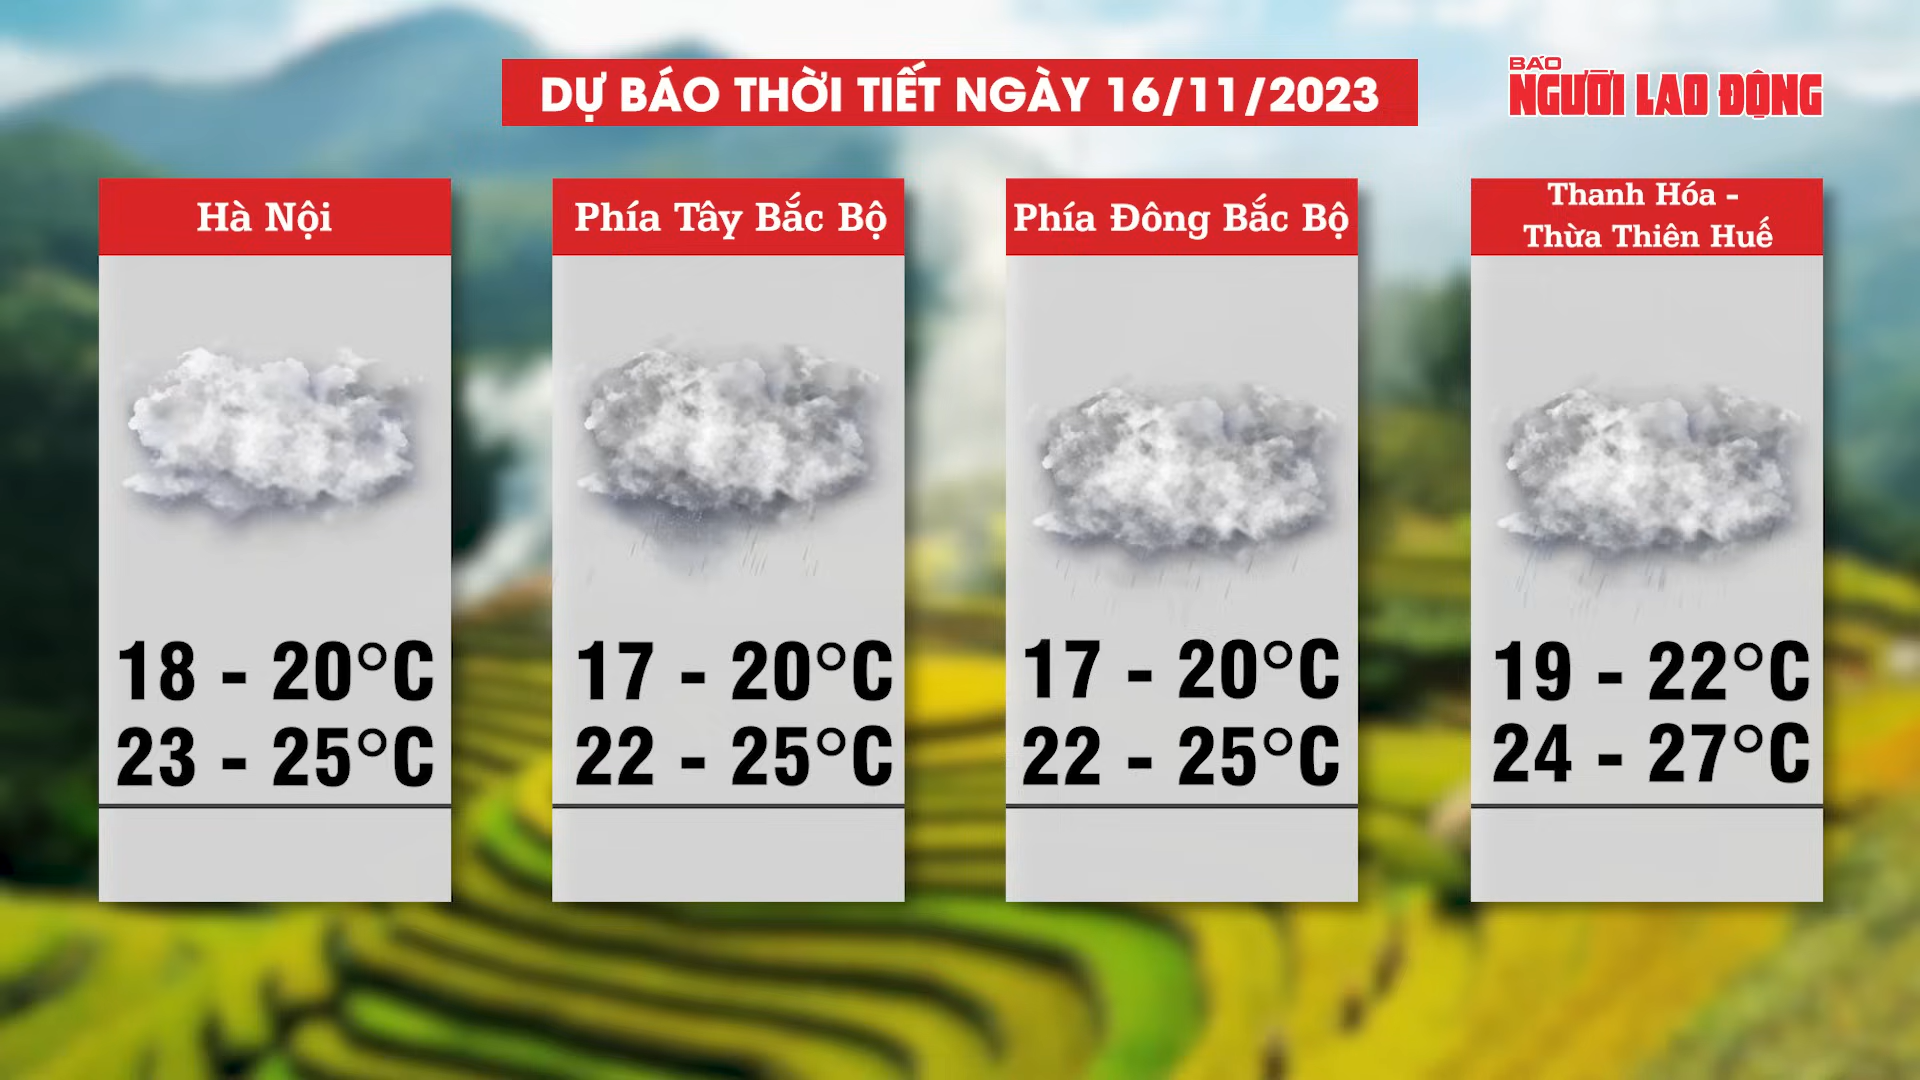 DỰ BÁO THỜI TIẾT NGÀY 16/11/2023
BÁO
NGƯỜI LAO ĐỘNG
Hà Nội
18 - 20°C
23 - 25°C
Phía Tây Bắc Bộ
17 - 20°C
22 - 25°C
Phía Đông Bắc Bộ
17 - 20°C
22 - 25°C
Thanh Hóa -
Thừa Thiên Huế
19 - 22°C
24 - 27°C